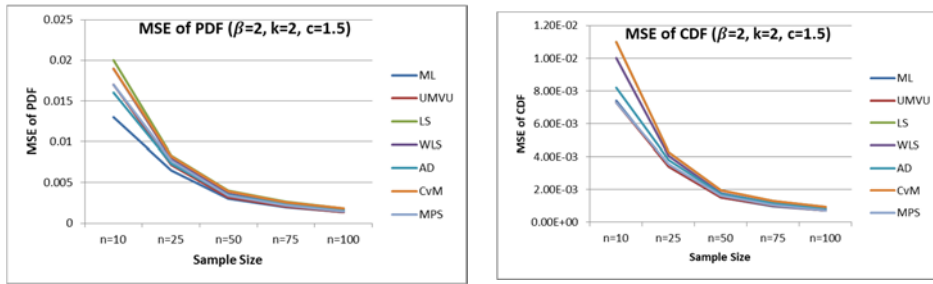 MSE of PDF (β=2, k=2, c=1.5)
0.025
0.02
0.015
0.01
0.005
0
MSE of PDF
n=10 n=25 n=50 n=75 n=100
Sample Size
ML
UMVU
LS
WLS
AD
CvM
MPS
MSE of CDF (β=2, k=2, c=1.5)
1.20E-02
1.00E-02
8.00E-03
6.00E-03
4.00E-03
2.00E-03
0.00E+00
MSE of CDF
n=10 n=25 n=50 n=75 n=100
Sample Size
ML
UMVU
LS
WLS
AD
CvM
MPS